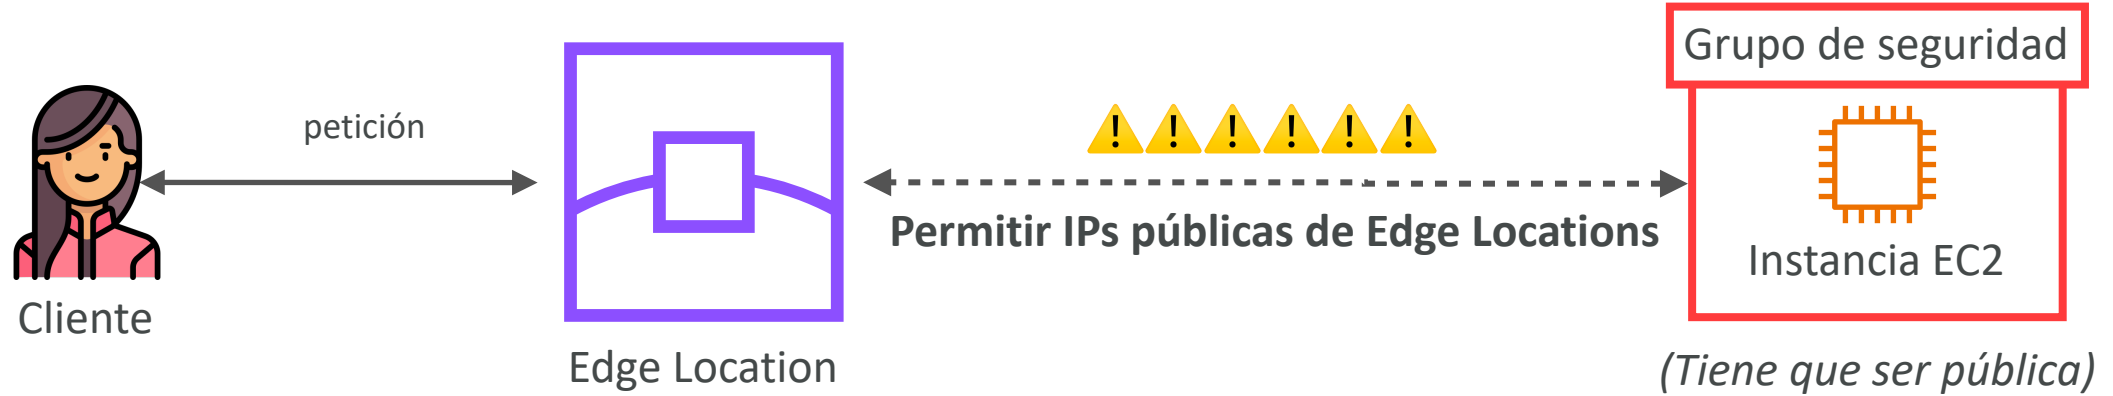 Grupo de seguridad
petición
Permitir IPs públicas de Edge Locations
Instancia EC2
Cliente
Edge Location
(Tiene que ser pública)